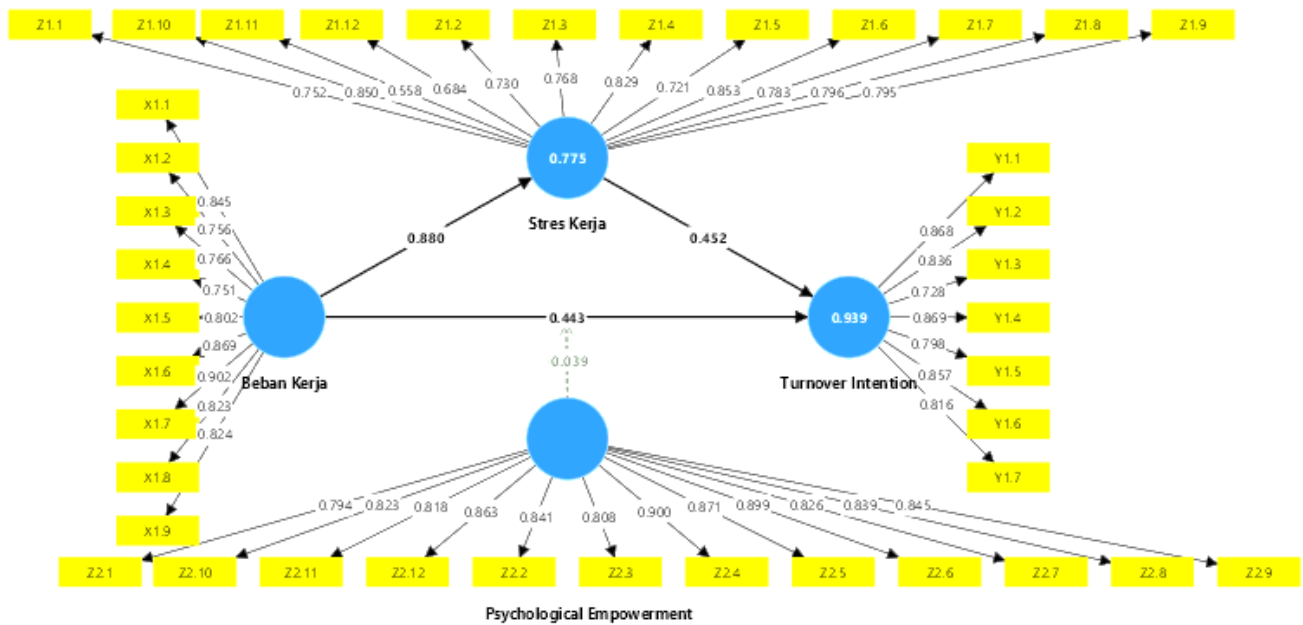 Z1.1 Z1.10 Z1.11 Z1.12 Z1.2 Z1.3 Z1.4 Z1.5 Z1.6 Z1.7 Z1.8 Z1.9
0.752 0.850 0.558 0.684 0.730 0.768 0.829 0.721 0.853 0.783 0.796 0.795
X1.1
X1.2
X1.3
X1.4
X1.5
X1.6
X1.7
X1.8
X1.9
0.845
0.756
0.766
0.751
0.802
0.869
0.902
0.823
0.824
0.775
Stres Kerja
0.880
0.452
0.443
0.039
Beban Kerja
0.939
Turnover Intention
0.868
0.836
0.728
0.869
0.798
0.857
0.816
Y1.1
Y1.2
Y1.3
Y1.4
Y1.5
Y1.6
Y1.7
0.794 0.823 0.818 0.863 0.841 0.808 0.900 0.871 0.899 0.826 0.839 0.845
Z2.1 Z2.10 Z2.11 Z2.12 Z2.2 Z2.3 Z2.4 Z2.5 Z2.6 Z2.7 Z2.8 Z2.9
Psychological Empowerment